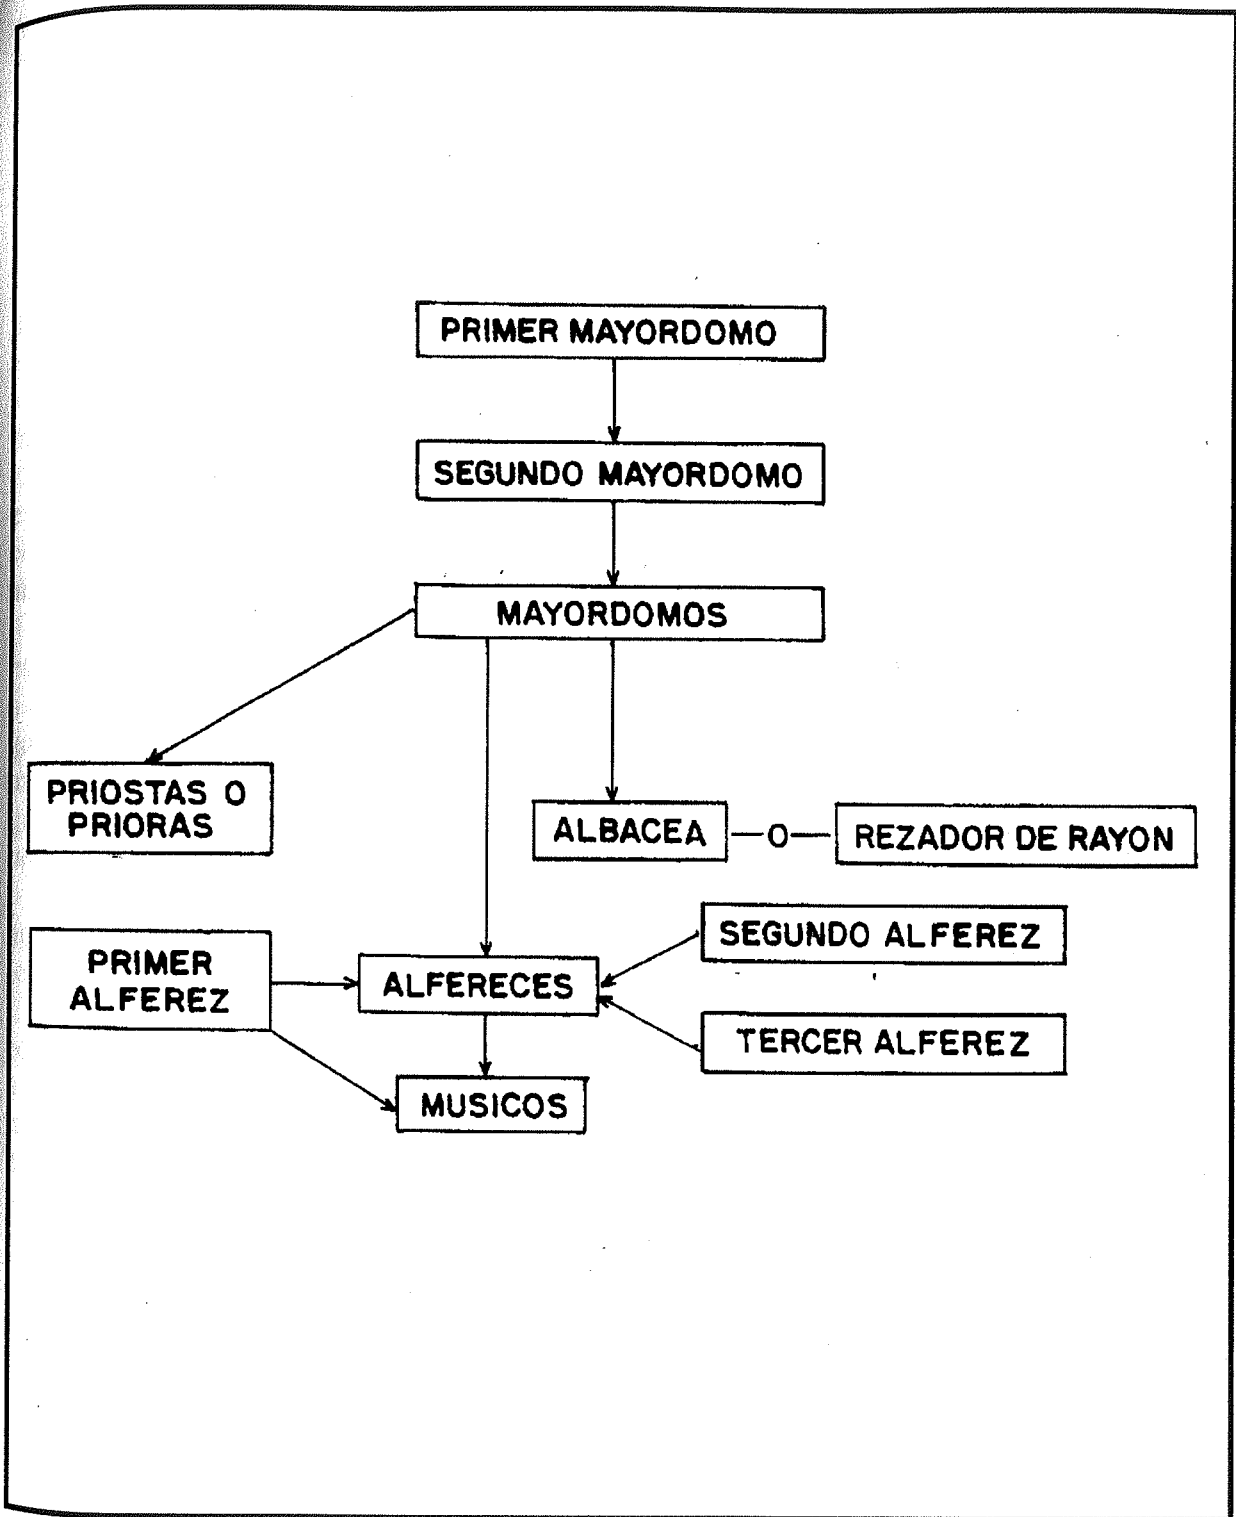 PRIMER MAYORDOMO
SEGUNDO MAYORDOMO
MAYORDOMOS
PRIOSTAS O
PRIORAS
ALBACEA —O— REZADOR DE RAYON
SEGUNDO ALFEREZ
PRIMER
ALFEREZ
ALFERECES
TERCER ALFEREZ
MUSICOS